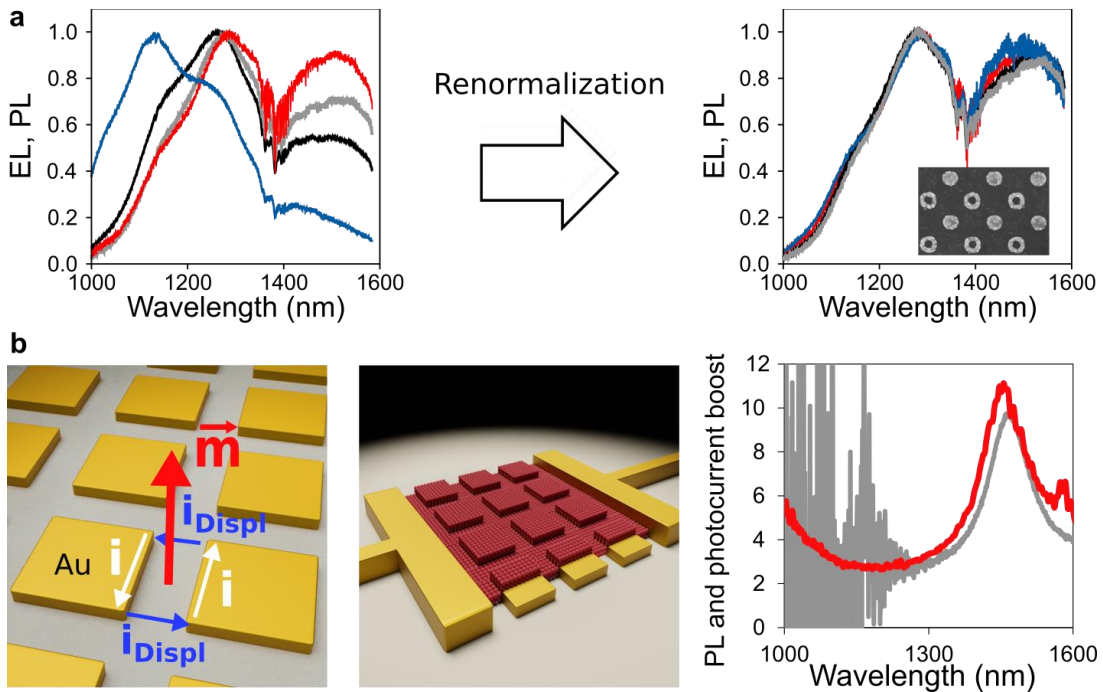 a
EL, PL
1.0
0.8
0.6
0.4
0.2
0.0
1000
1200
1400
1600
Wavelength (nm)
Renormalization
EL, PL
1.0
0.8
0.6
0.4
0.2
0.0
1000
1200
1400
1600
Wavelength (nm)
b
m
i Displ
Au
i
i
i Displ
PL and photocurrent boost
12
10
8
6
4
2
0
1000
1300
1600
Wavelength (nm)